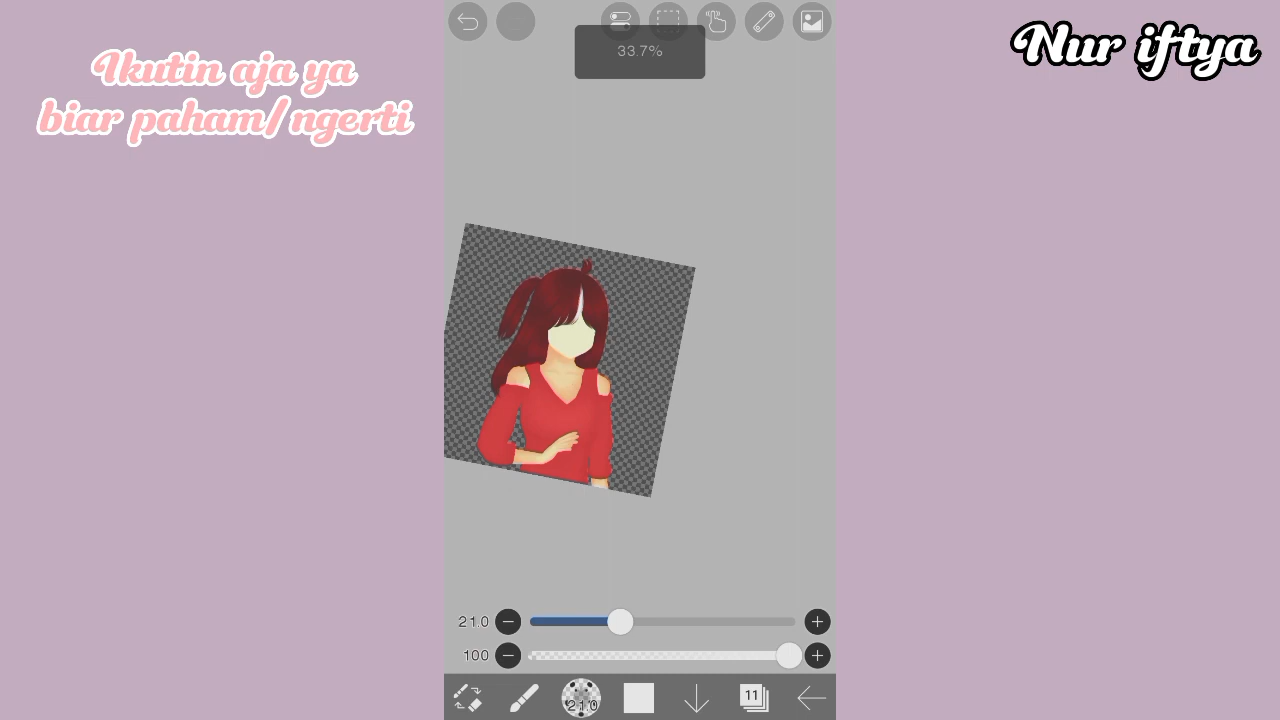 Ikutin aja ya
biar paham/ngerti
Nur iftya
33.7%
21.0
100
21.0
11